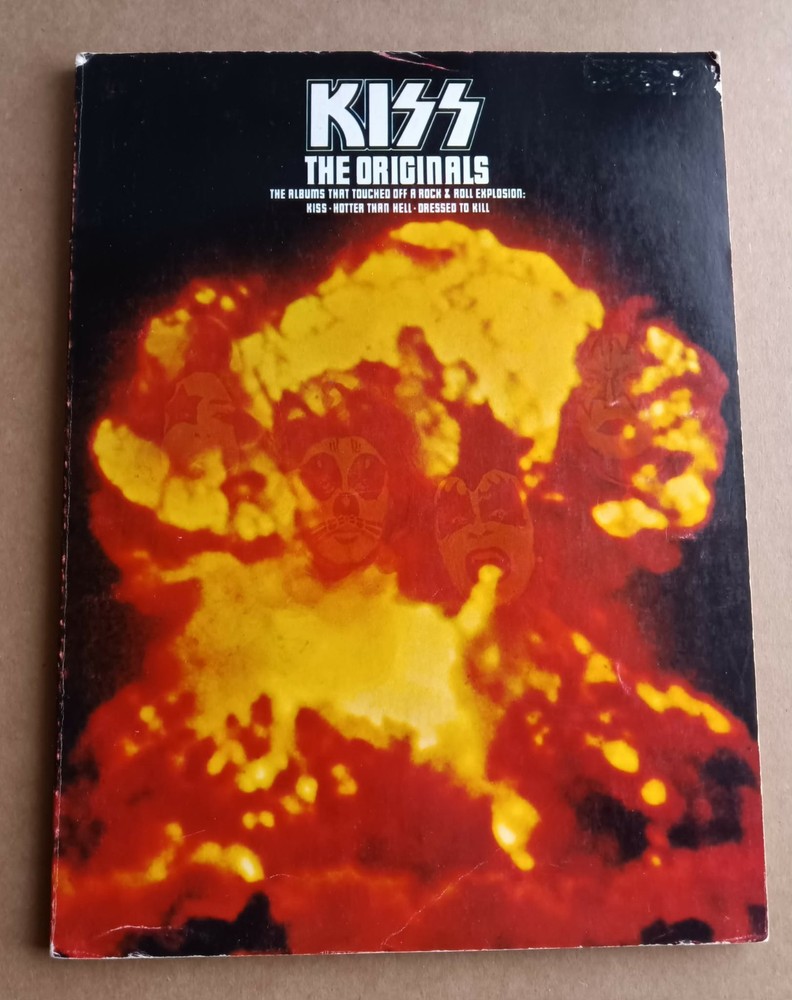 KISS
THE ORIGINALS
THE ALBUMS THAT TOUCHED OFF A ROCK & ROLL EXPLOSION:
KISS · HOTTER THAN HELL · DRESSED TO KILL